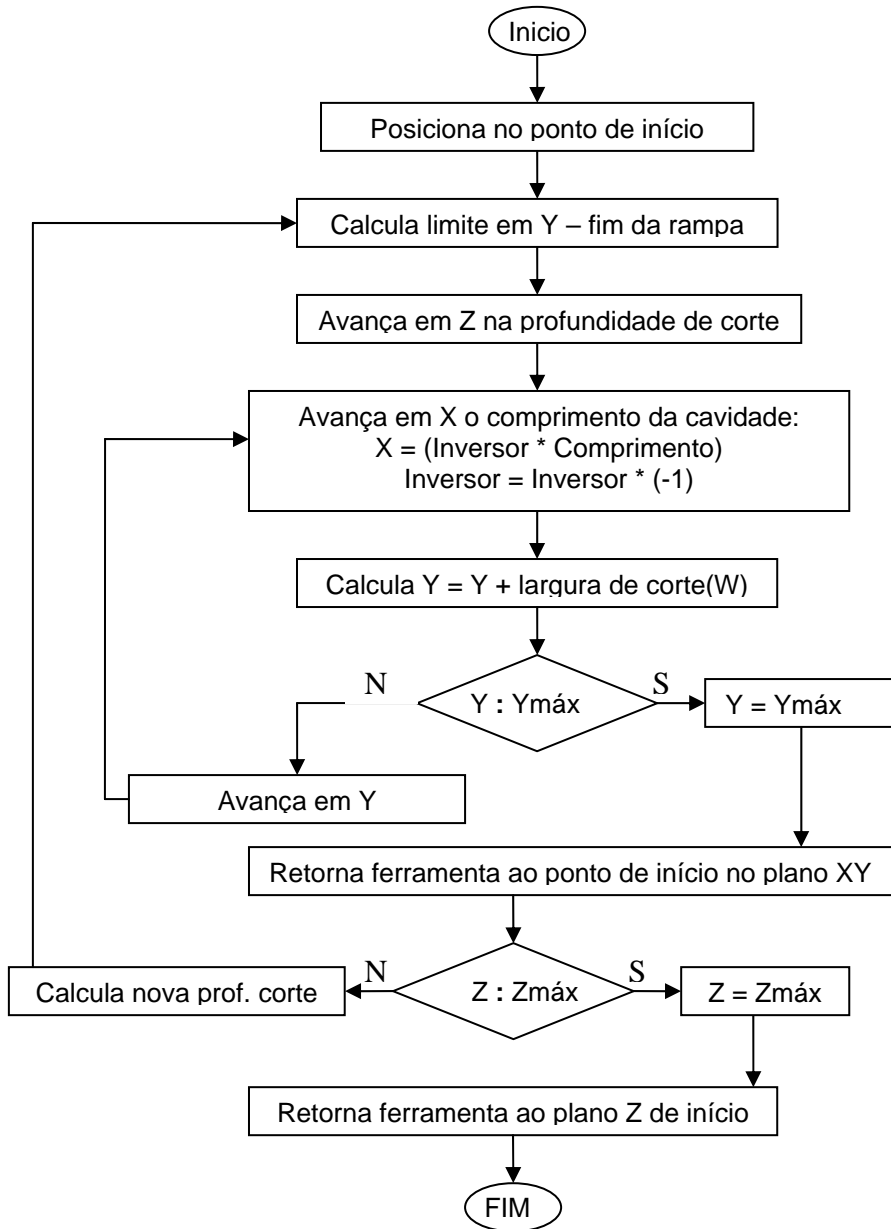 Inicio
Posiciona no ponto de início
Calcula limite em Y – fim da rampa
Avança em Z na profundidade de corte
Avança em X o comprimento da cavidade:
X = (Inversor * Comprimento)
Inversor = Inversor * (-1)
Calcula Y = Y + largura de corte(W)
N
Y : Ymáx
S
Y = Ymáx
Avança em Y
Retorna ferramenta ao ponto de início no plano XY
Calcula nova prof. corte
N
Z : Zmáx
S
Z = Zmáx
Retorna ferramenta ao plano Z de início
FIM